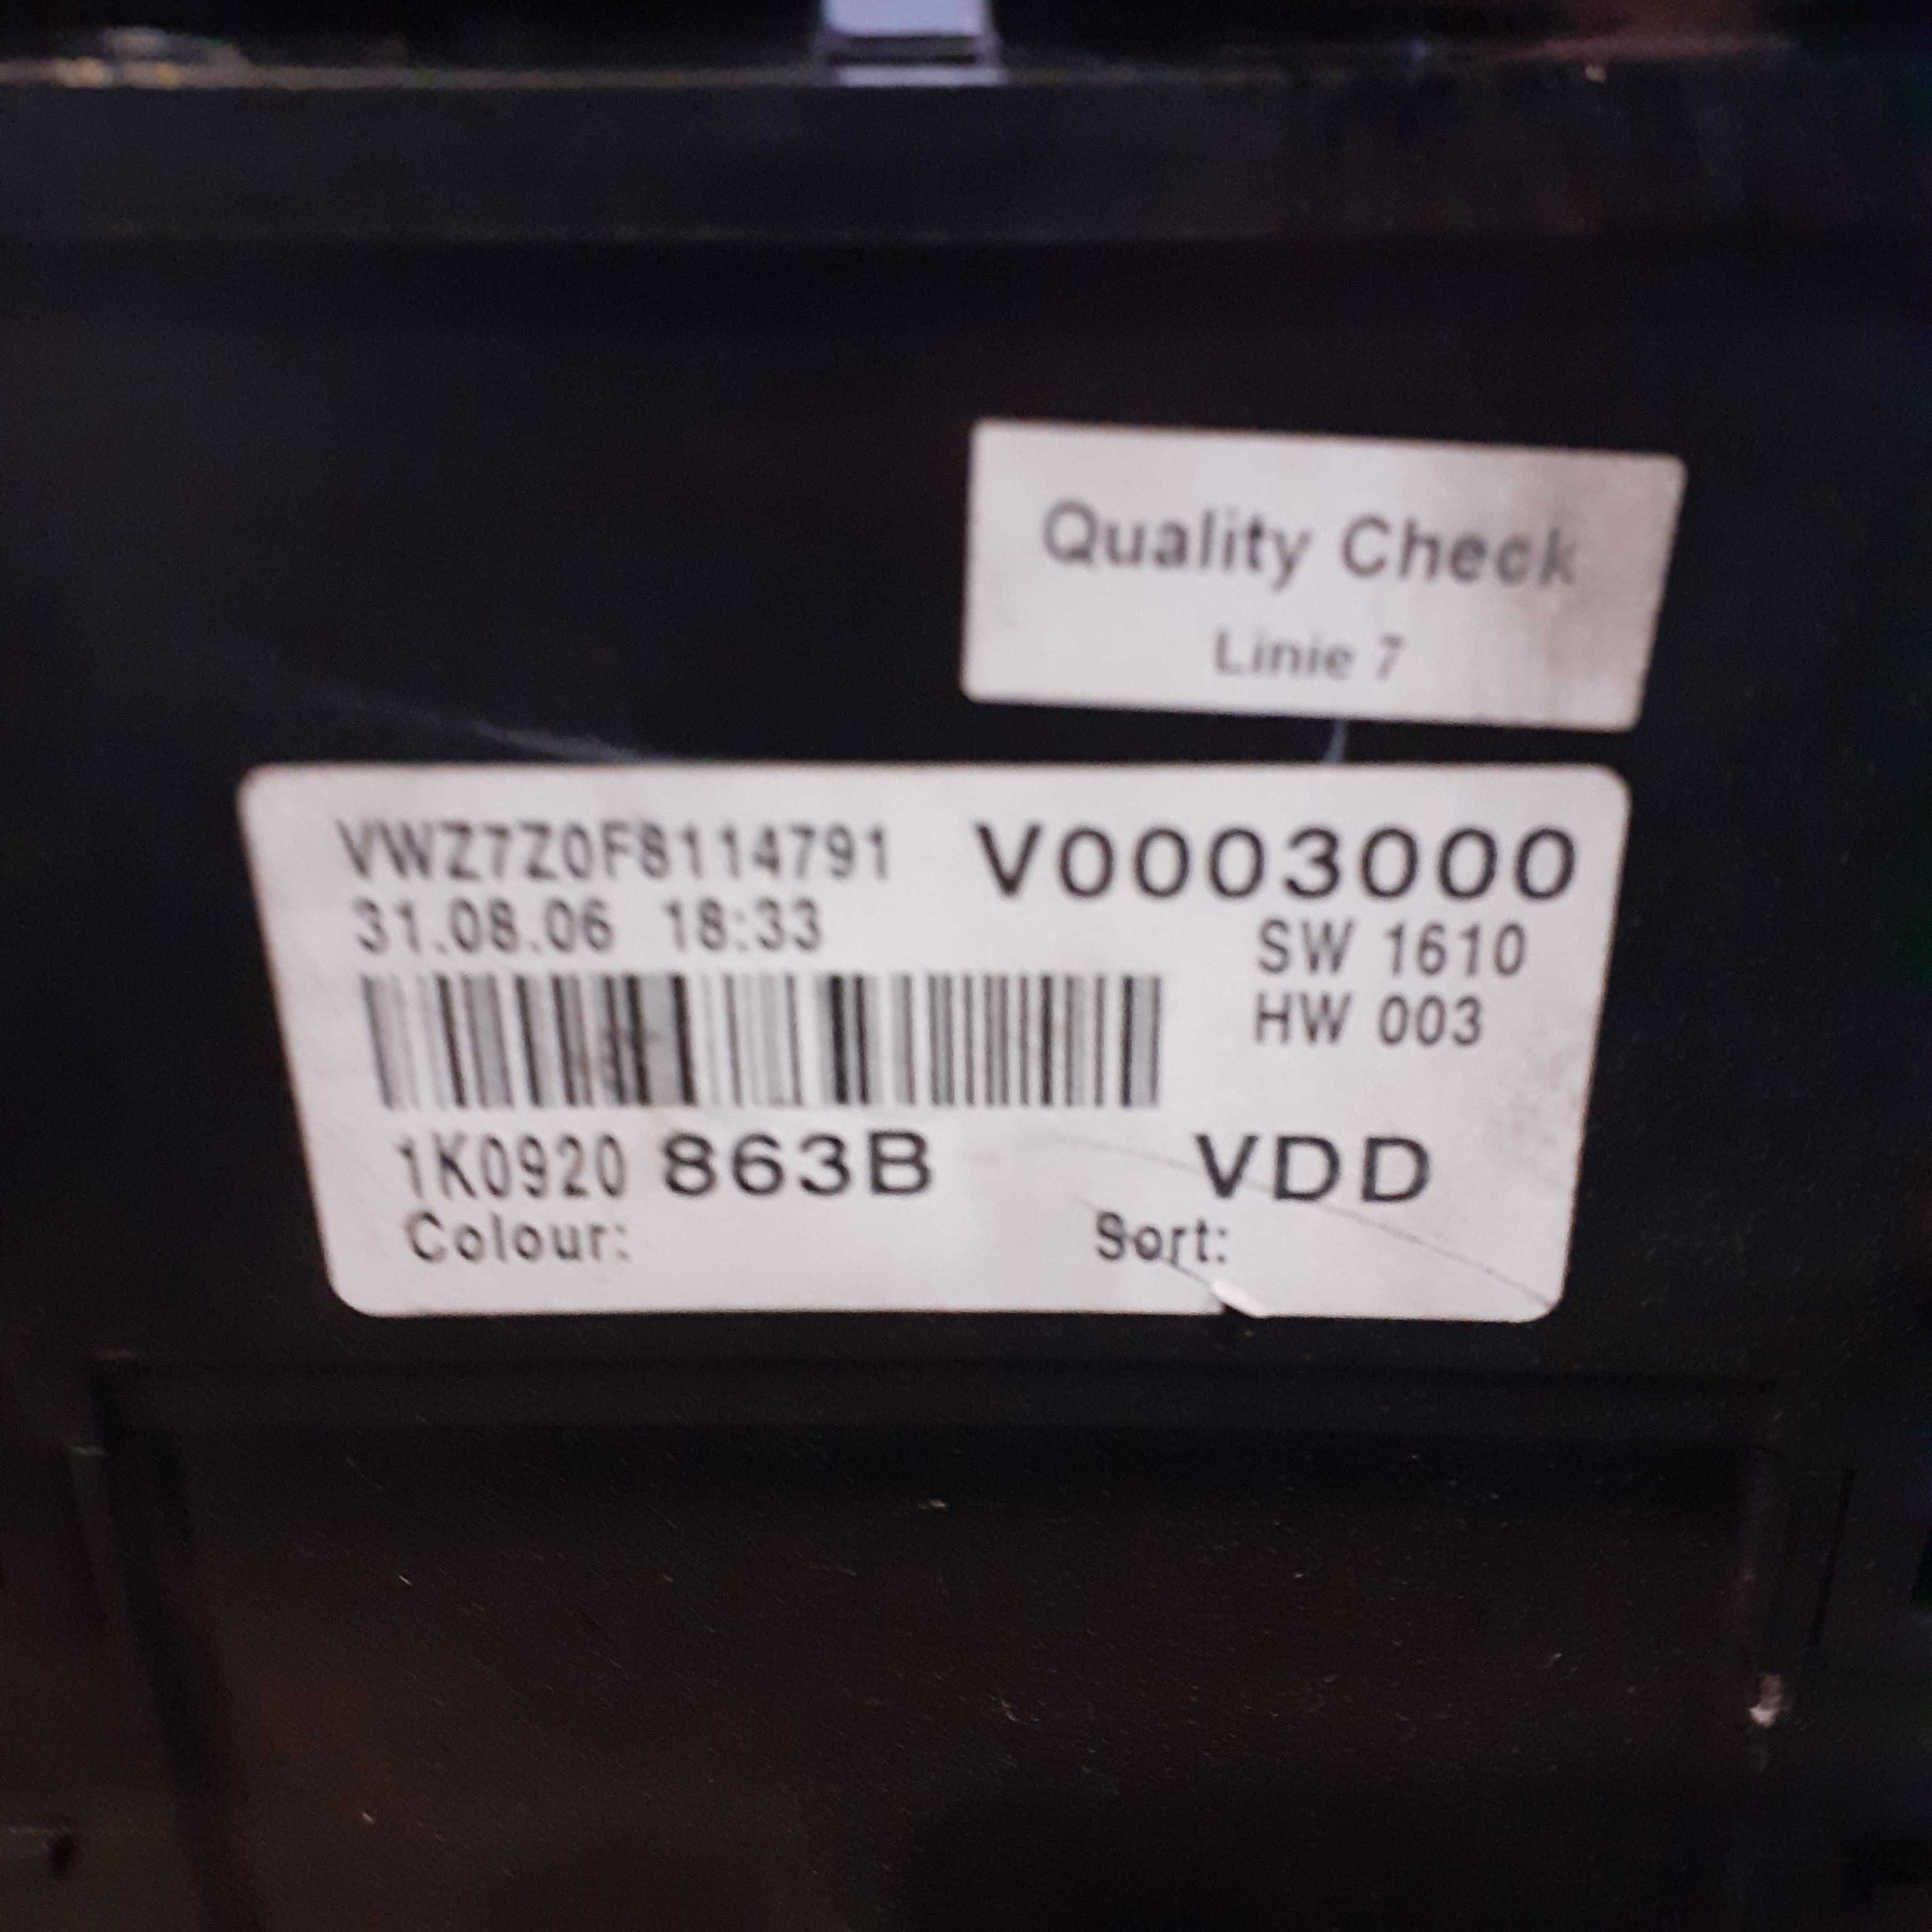 Quality Check
Linie 7
VWZ7Z0F8114791 V0003000
31.08.06 18:33 SW 1610
HW 003
1K0920 863B VDD
Colour: Sort: